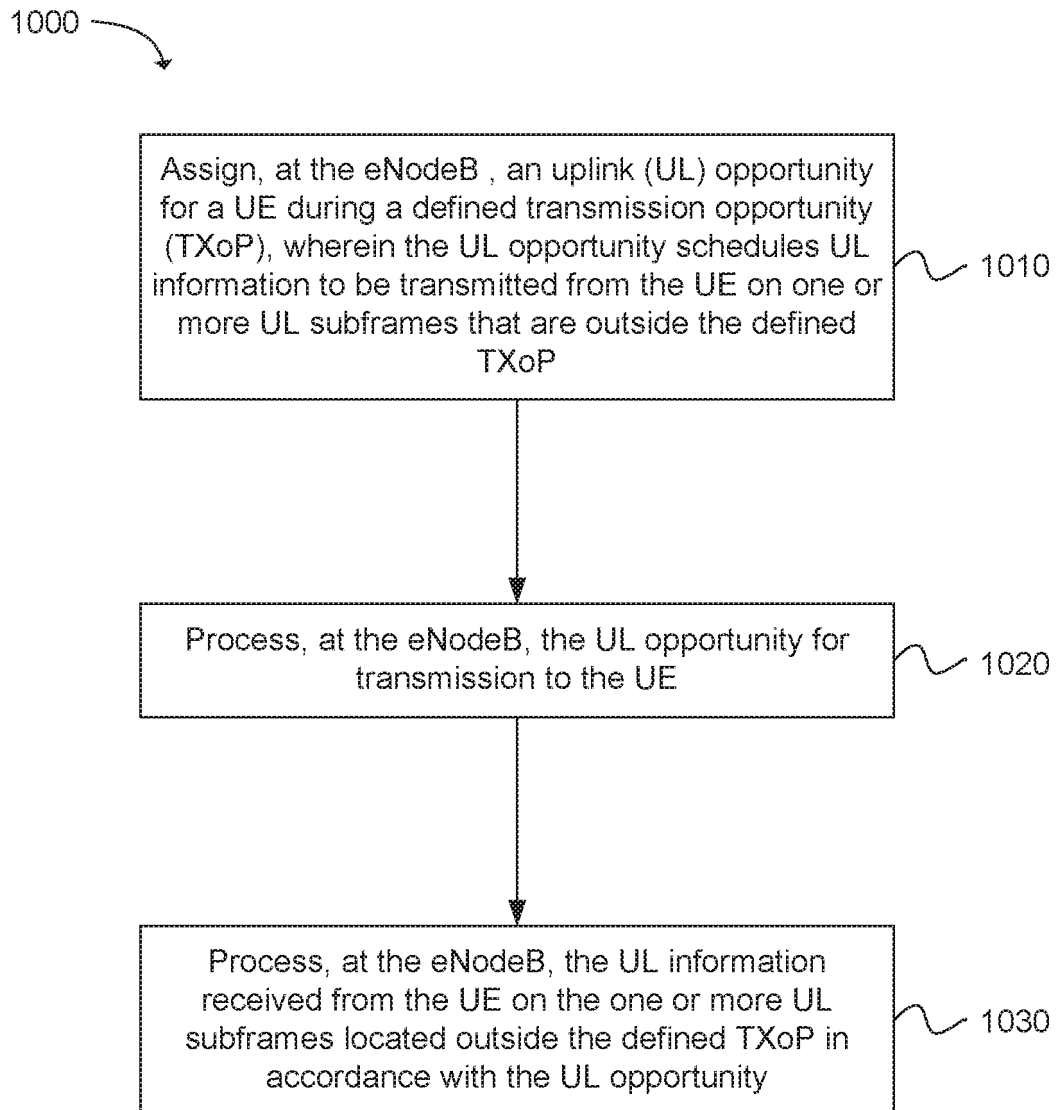 1000
Assign, at the eNodeB , an uplink (UL) opportunity
for a UE during a defined transmission opportunity
(TXoP), wherein the UL opportunity schedules UL
information to be transmitted from the UE on one or
more UL subframes that are outside the defined
TXoP
1010
Process, at the eNodeB, the UL opportunity for
transmission to the UE
1020
Process, at the eNodeB, the UL information
received from the UE on the one or more UL
subframes located outside the defined TXoP in
accordance with the UL opportunity
1030